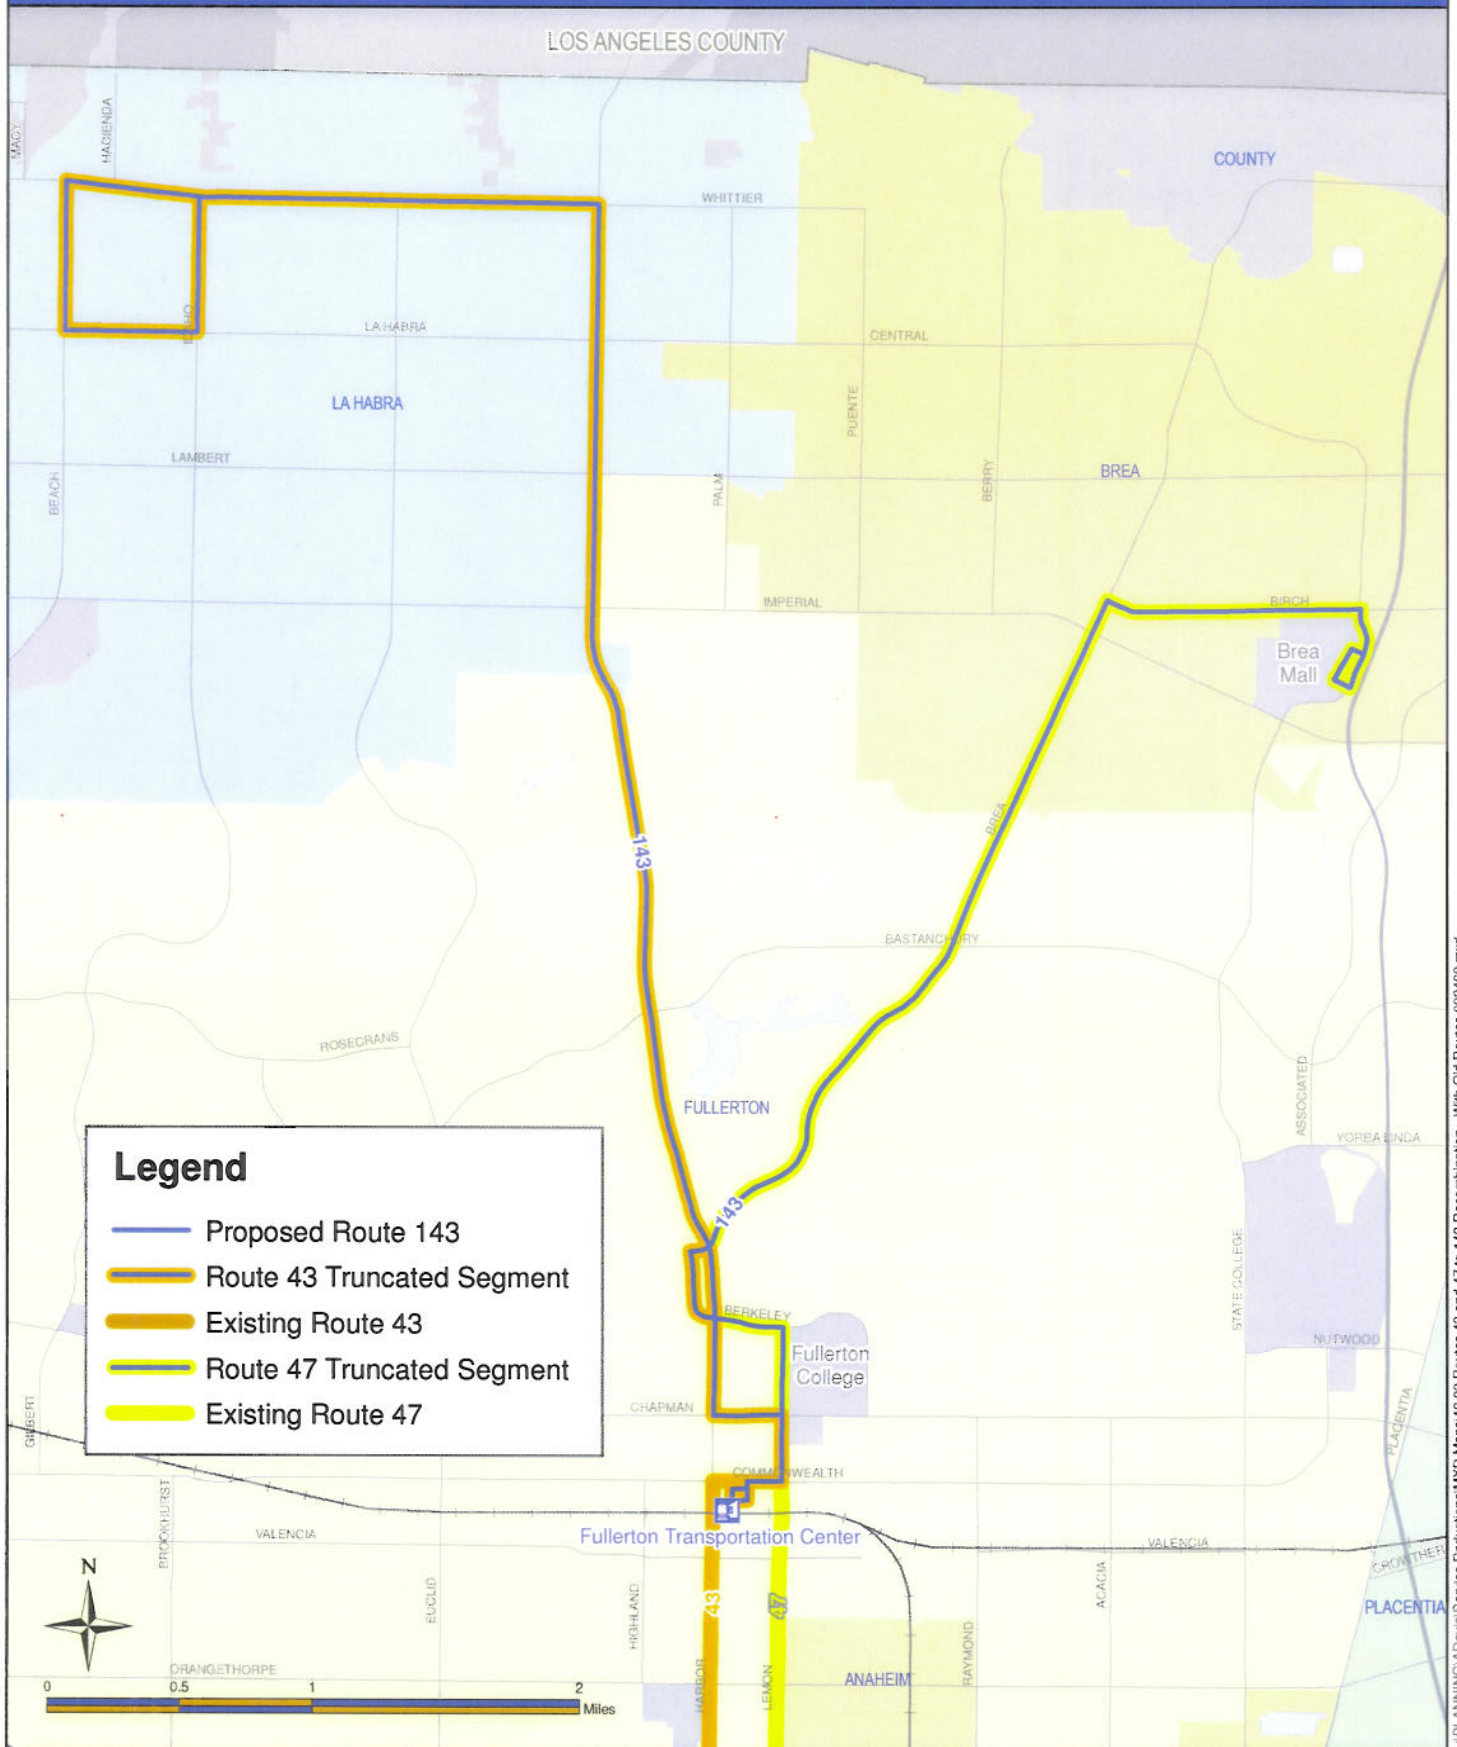 LOS ANGELES COUNTY
MAGY
HACIENDA
COUNTY
WHITTIER
IDAHO
LA HABRA
CENTRAL
LA HABRA
PUENTE
LAMBERT
BEACH
PALM
BERRY
BREA
IMPERIAL
BIRCH
Brea
Mall
BREA
143
BASTANCHURY
ROSECRANS
FULLERTON
ASSOCIATED
YORBA LINDA
143
Legend
Proposed Route 143
Route 43 Truncated Segment
Existing Route 43
Route 47 Truncated Segment
Existing Route 47
STATE COLLEGE
BERKELEY
NUTWOOD
Fullerton
College
CHAPMAN
GILBERT
PLACENTIA
COMMONWEALTH
BROOKHURST
VALENCIA
Fullerton Transportation Center
VALENCIA
CROWTHER
N
EUCLID
HIGHLAND
43
47
ACACIA
PLACENTIA
RAYMOND
ORANGETHORPE
HARBOR
LEMON
ANAHEIM
0 0.5 1 2
Miles